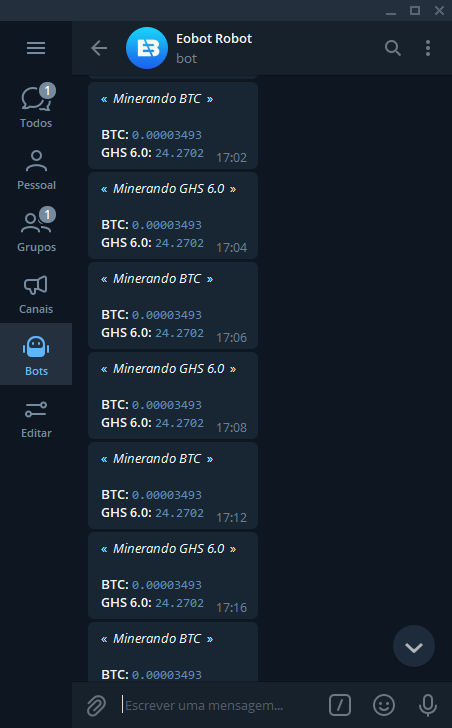 Eobot Robot
bot
1
Todos
Pessoal
1
Grupos
Canais
Bots
Editar
« Minerando BTC »
BTC: 0.00003493
GHS 6.0: 24.2702 17:02
« Minerando GHS 6.0 »
BTC: 0.00003493
GHS 6.0: 24.2702 17:04
« Minerando BTC »
BTC: 0.00003493
GHS 6.0: 24.2702 17:06
« Minerando GHS 6.0 »
BTC: 0.00003493
GHS 6.0: 24.2702 17:08
« Minerando BTC »
BTC: 0.00003493
GHS 6.0: 24.2702 17:12
« Minerando GHS 6.0 »
BTC: 0.00003493
GHS 6.0: 24.2702 17:16
« Minerando BTC »
BTC: 0.00003493
Escrever uma mensagem...